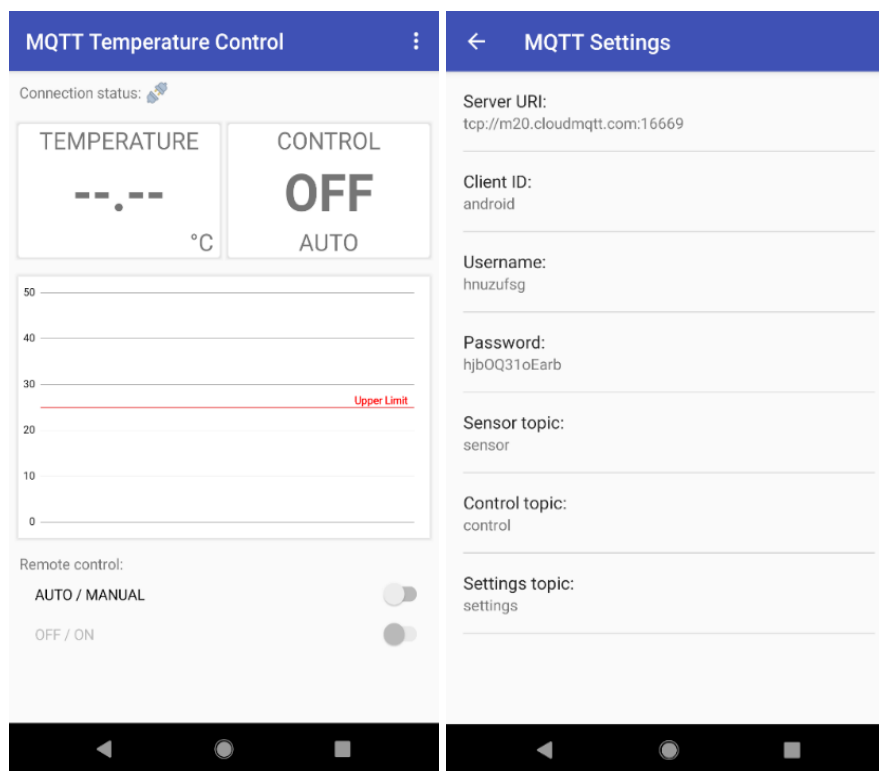 MQTT Temperature Control
Connection status:
TEMPERATURE
--.--
°C
CONTROL
OFF
AUTO
50
40
30
Upper Limit
20
10
0
Remote control:
AUTO / MANUAL
OFF / ON
MQTT Settings
Server URI:
tcp://m20.cloudmqtt.com:16669
Client ID:
android
Username:
hnuzufsg
Password:
hjbOQ31oEarb
Sensor topic:
sensor
Control topic:
control
Settings topic:
settings